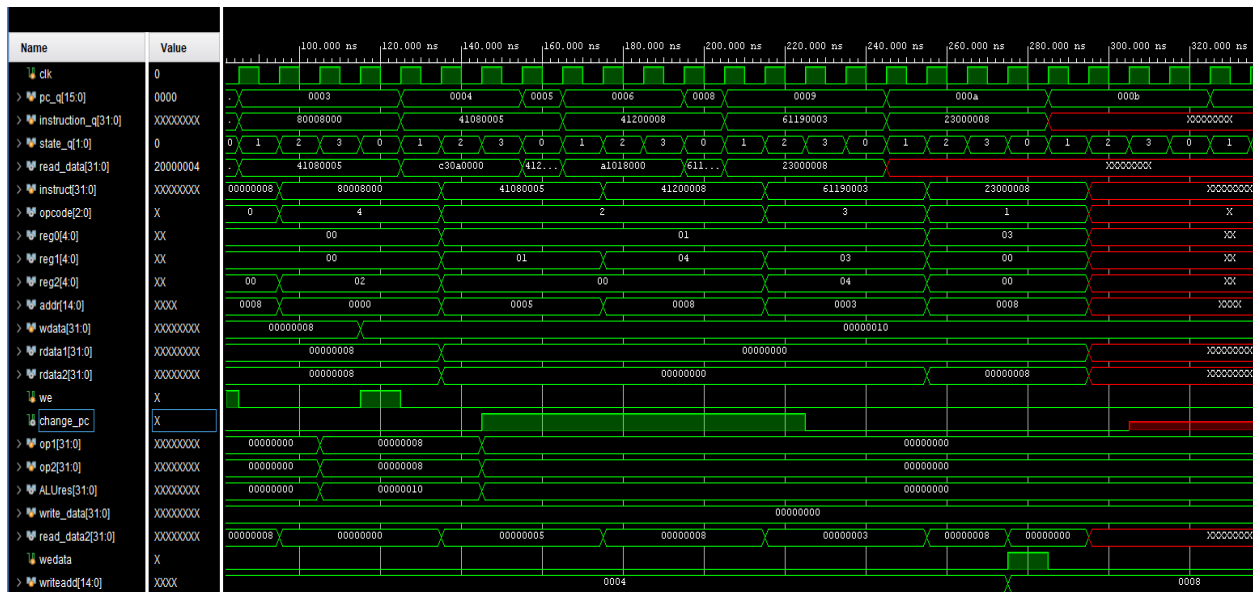 Name Value 100.000 ns 120.000 ns 140.000 ns 160.000 ns 180.000 ns 200.000 ns 220.000 ns 240.000 ns 260.000 ns 280.000 ns 300.000 ns 320.000 ns
clk 0
pc_q[15:0] 0000 . 0003 0004 0005 0006 0008 0009 000a 000b
instruction_q[31:0] XXXXXXXX . 80008000 41080005 41200008 61190003 23000008 XXXXXXXX
state_q[1:0] 0 0 1 2 3 0 1 2 3 0 1 2 3 0 1 2 3 0 1 2 3 0 1 2 3 0 1
read_data[31:0] 20000004 . 41080005 c30a0000 412... a1018000 611... 23000008 XXXXXXXX
instruct[31:0] XXXXXXXX 00000008 80008000 41080005 41200008 61190003 23000008 XXXXXXXX
opcode[2:0] X 0 4 2 3 1 X
reg0[4:0] XX 00 01 03 XX
reg1[4:0] XX 00 01 04 03 00 XX
reg2[4:0] XX 00 02 00 04 00 XX
addr[14:0] XXXX 0008 0000 0005 0008 0003 0008 XXXX
wdata[31:0] XXXXXXXX 00000008 00000010
rdata1[31:0] XXXXXXXX 00000008 00000000 XXXXXXXX
rdata2[31:0] XXXXXXXX 00000008 00000000 00000008 XXXXXXXX
we X
change_pc X
op1[31:0] XXXXXXXX 00000000 00000008 00000000
op2[31:0] XXXXXXXX 00000000 00000008 00000000
ALUres[31:0] XXXXXXXX 00000000 00000010 00000000
write_data[31:0] XXXXXXXX 00000000
read_data2[31:0] XXXXXXXX 00000008 00000000 00000005 00000008 00000003 00000008 00000000 XXXXXXXX
wedata X
writeadd[14:0] XXXX 0004 0008